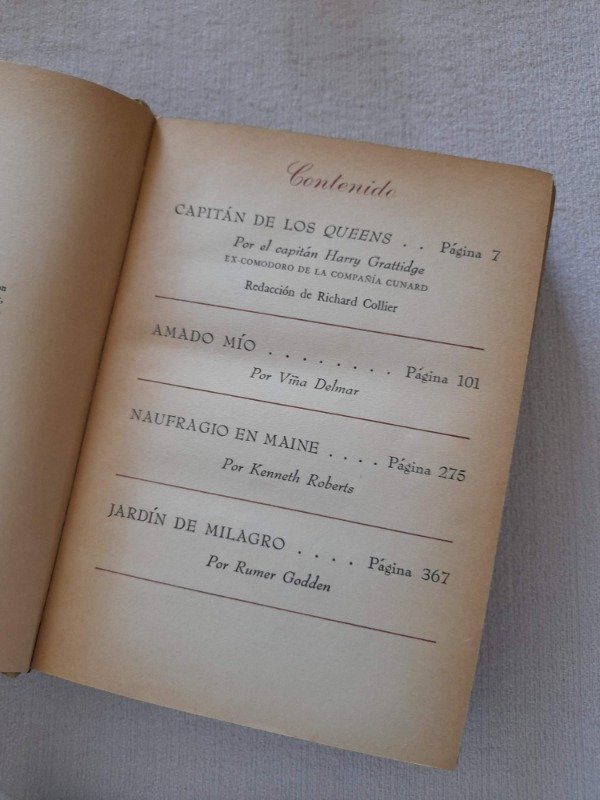 on
Contenido
CAPITÁN DE LOS QUEENS . . Página 7
Por el capitán Harry Grattidge
EX-COMODORO DE LA COMPAÑÍA CUNARD
Redacción de Richard Collier
AMADO MÍO . . . . . . . . Página 101
Por Viña Delmar
NAUFRAGIO EN MAINE . . . . Página 275
Por Kenneth Roberts
JARDÍN DE MILAGRO . . . . Página 367
Por Rumer Godden